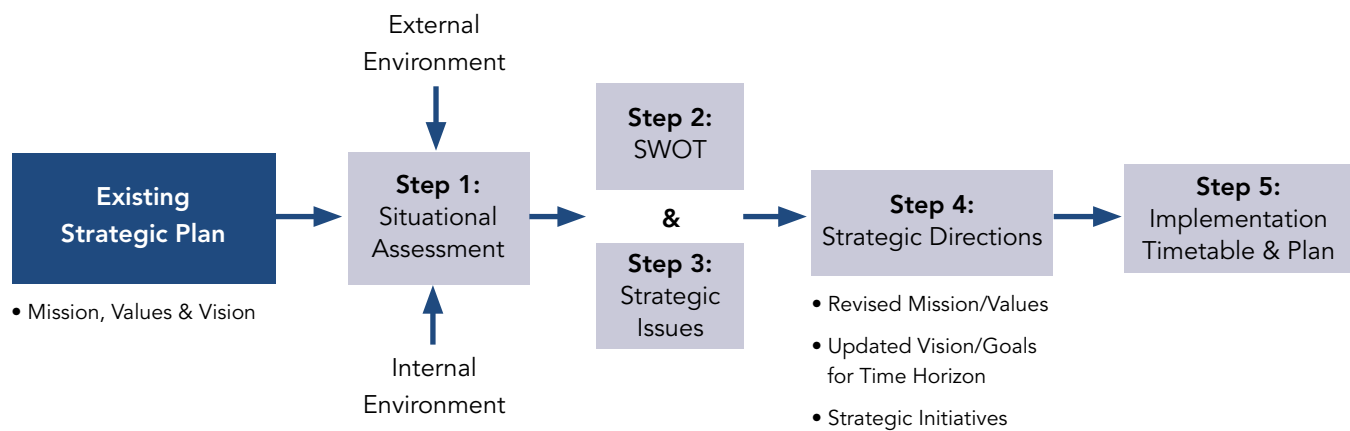 External
Environment
Existing
Strategic Plan
• Mission, Values & Vision
Step 1:
Situational
Assessment
Internal
Environment
Step 2:
SWOT
&
Step 3:
Strategic
Issues
Step 4:
Strategic Directions
• Revised Mission/Values
• Updated Vision/Goals
for Time Horizon
• Strategic Initiatives
Step 5:
Implementation
Timetable & Plan